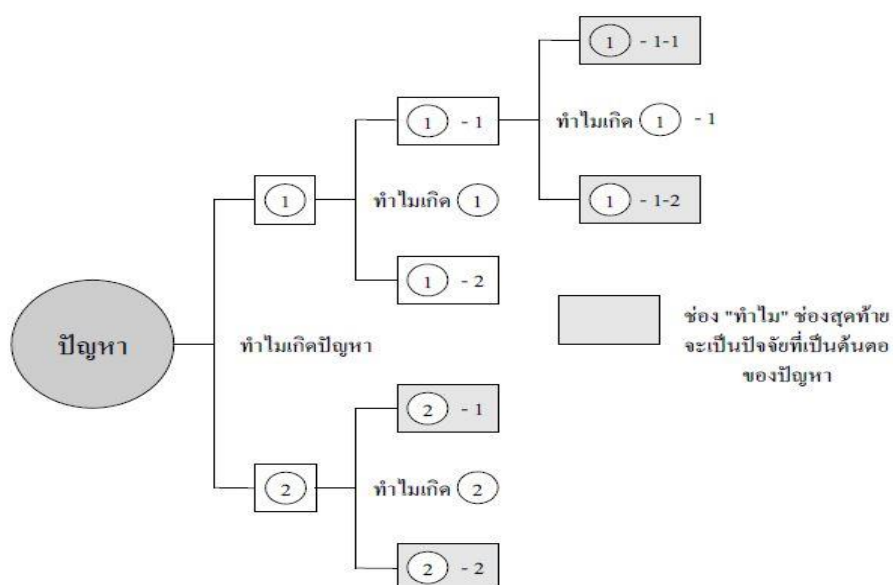 ① - 1-1
① - 1
ทำไมเกิด ① - 1
①
ทำไมเกิด ①
① - 1-2
① - 2
ปัญหา
ทำไมเกิดปัญหา
ช่อง "ทำไม" ช่องสุดท้าย
จะเป็นปัจจัยที่เป็นต้นตอ
ของปัญหา
② - 1
②
ทำไมเกิด ②
② - 2